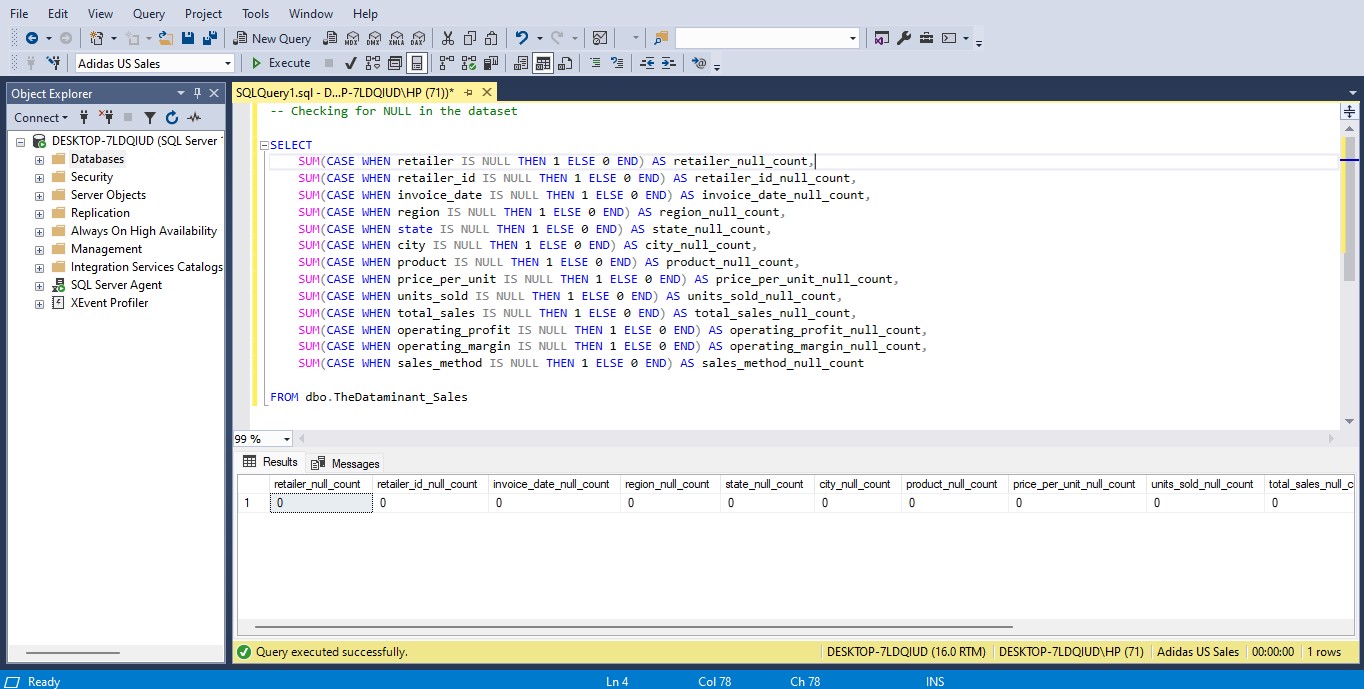 File Edit View Query Project Tools Window Help
New Query MDX DMX XMLA DAX
Adidas US Sales Execute
Object Explorer
Connect
DESKTOP-7LDQIUD (SQL Server
Databases
Security
Server Objects
Replication
Always On High Availability
Management
Integration Services Catalogs
SQL Server Agent
XEvent Profiler
SQLQuery1.sql - D...P-7LDQIUD\HP (71))*
-- Checking for NULL in the dataset
SELECT
SUM(CASE WHEN retailer IS NULL THEN 1 ELSE 0 END) AS retailer_null_count,
SUM(CASE WHEN retailer_id IS NULL THEN 1 ELSE 0 END) AS retailer_id_null_count,
SUM(CASE WHEN invoice_date IS NULL THEN 1 ELSE 0 END) AS invoice_date_null_count,
SUM(CASE WHEN region IS NULL THEN 1 ELSE 0 END) AS region_null_count,
SUM(CASE WHEN state IS NULL THEN 1 ELSE 0 END) AS state_null_count,
SUM(CASE WHEN city IS NULL THEN 1 ELSE 0 END) AS city_null_count,
SUM(CASE WHEN product IS NULL THEN 1 ELSE 0 END) AS product_null_count,
SUM(CASE WHEN price_per_unit IS NULL THEN 1 ELSE 0 END) AS price_per_unit_null_count,
SUM(CASE WHEN units_sold IS NULL THEN 1 ELSE 0 END) AS units_sold_null_count,
SUM(CASE WHEN total_sales IS NULL THEN 1 ELSE 0 END) AS total_sales_null_count,
SUM(CASE WHEN operating_profit IS NULL THEN 1 ELSE 0 END) AS operating_profit_null_count,
SUM(CASE WHEN operating_margin IS NULL THEN 1 ELSE 0 END) AS operating_margin_null_count,
SUM(CASE WHEN sales_method IS NULL THEN 1 ELSE 0 END) AS sales_method_null_count
FROM dbo.TheDataminant_Sales
99 %
Results Messages
retailer_null_count retailer_id_null_count invoice_date_null_count region_null_count state_null_count city_null_count product_null_count price_per_unit_null_count units_sold_null_count total_sales_null_c
1 0 0 0 0 0 0 0 0 0 0
Query executed successfully. DESKTOP-7LDQIUD (16.0 RTM) DESKTOP-7LDQIUD\HP (71) Adidas US Sales 00:00:00 1 rows
Ready Ln 4 Col 78 Ch 78 INS